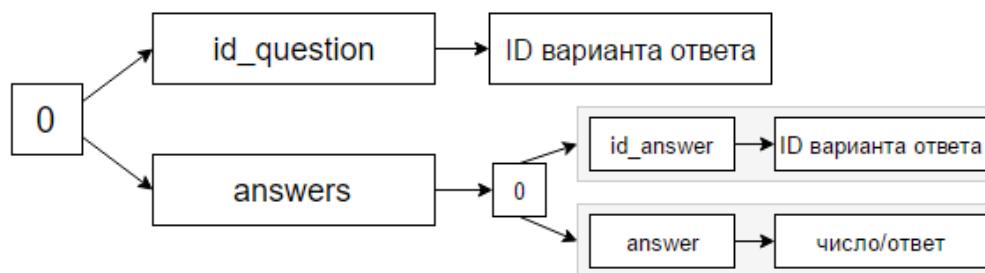 id_question
ID варианта ответа
0
answers
0
id_answer
ID варианта ответа
answer
число/ответ